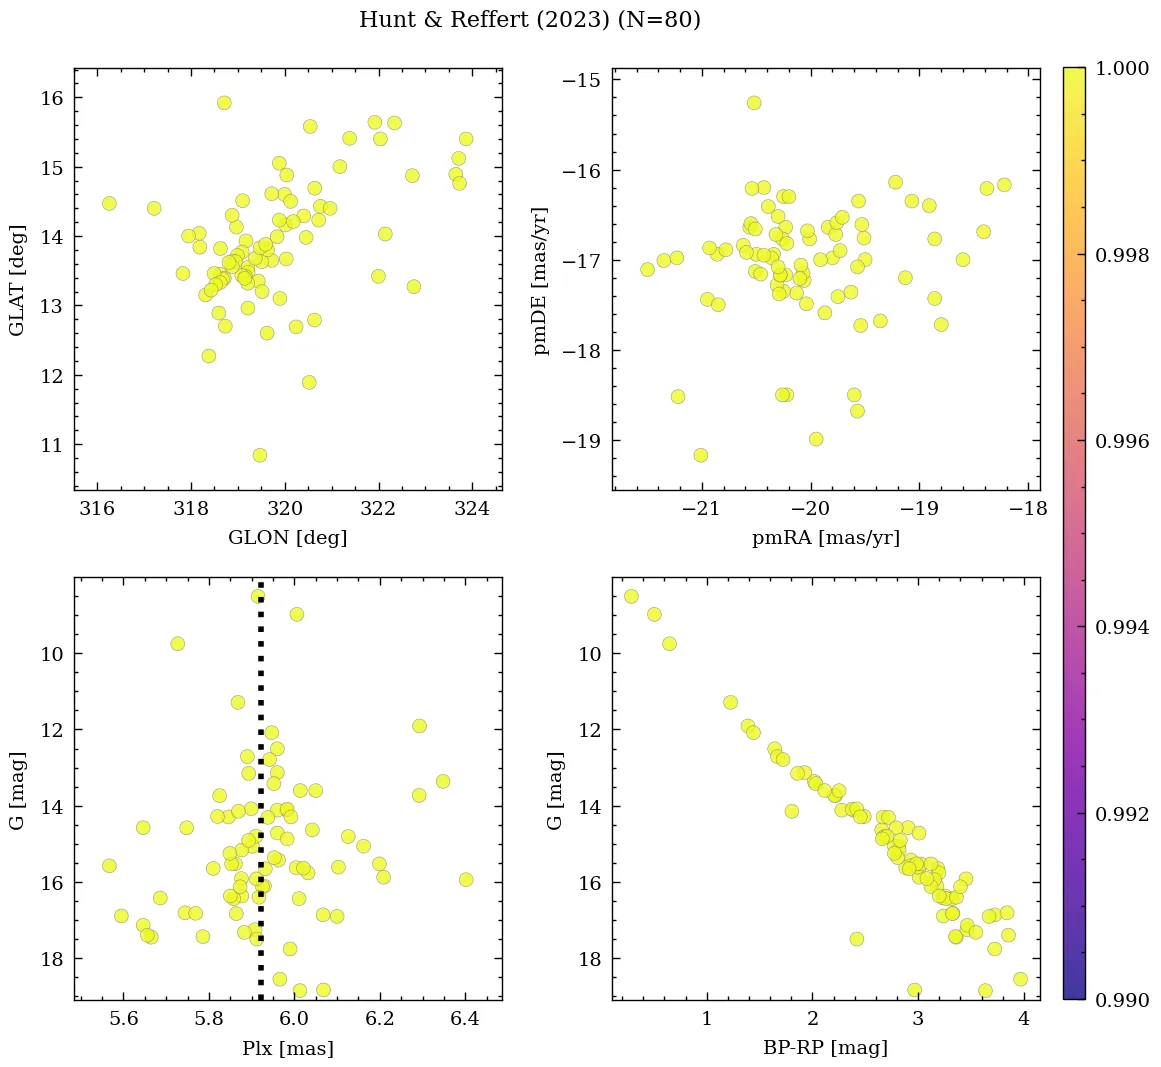 Hunt & Reffert (2023) (N=80)
16
15
14
13
12
11
GLAT [deg]
316 318 320 322 324
GLON [deg]
−15
−16
−17
−18
−19
pmDE [mas/yr]
−21 −20 −19 −18
pmRA [mas/yr]
10
12
14
16
18
G [mag]
5.6 5.8 6.0 6.2 6.4
Plx [mas]
10
12
14
16
18
G [mag]
1 2 3 4
BP-RP [mag]
1.000
0.998
0.996
0.994
0.992
0.990